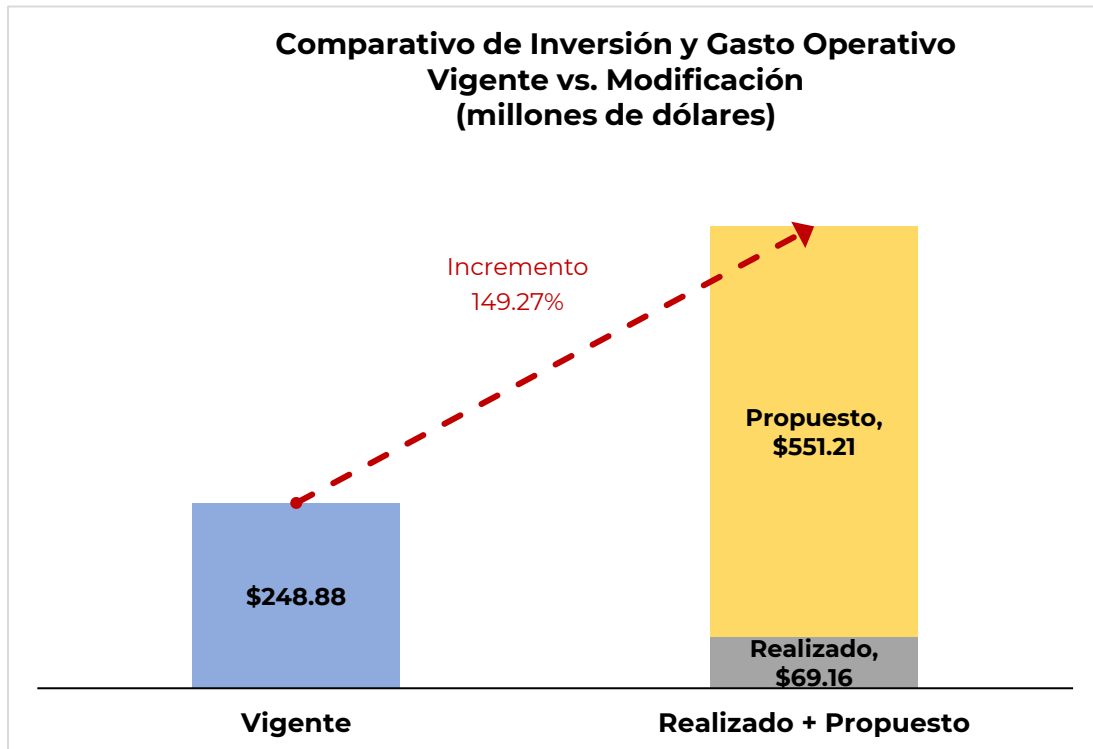 Comparativo de Inversión y Gasto Operativo
Vigente vs. Modificación
(millones de dólares)
Incremento
149.27%
Propuesto,
$551.21
$248.88
Realizado,
$69.16
Vigente
Realizado + Propuesto